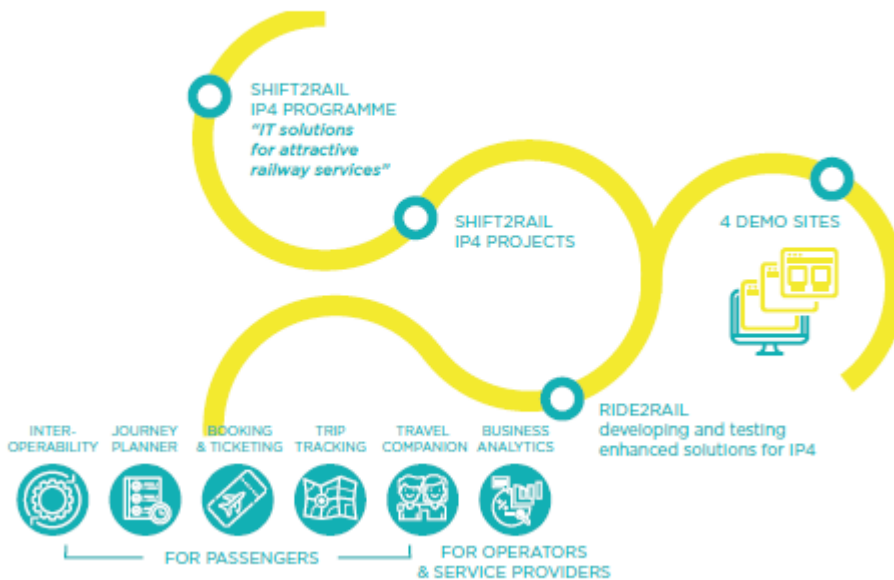 SHIFT2RAIL
IP4 PROGRAMME
"IT solutions
for attractive
railway services"
SHIFT2RAIL
IP4 PROJECTS
4 DEMO SITES
RIDE2RAIL
developing and testing
enhanced solutions for IP4
INTER-
OPERABILITY
JOURNEY
PLANNER
BOOKING
& TICKETING
TRIP
TRACKING
TRAVEL
COMPANION
BUSINESS
ANALYTICS
FOR PASSENGERS
FOR OPERATORS
& SERVICE PROVIDERS